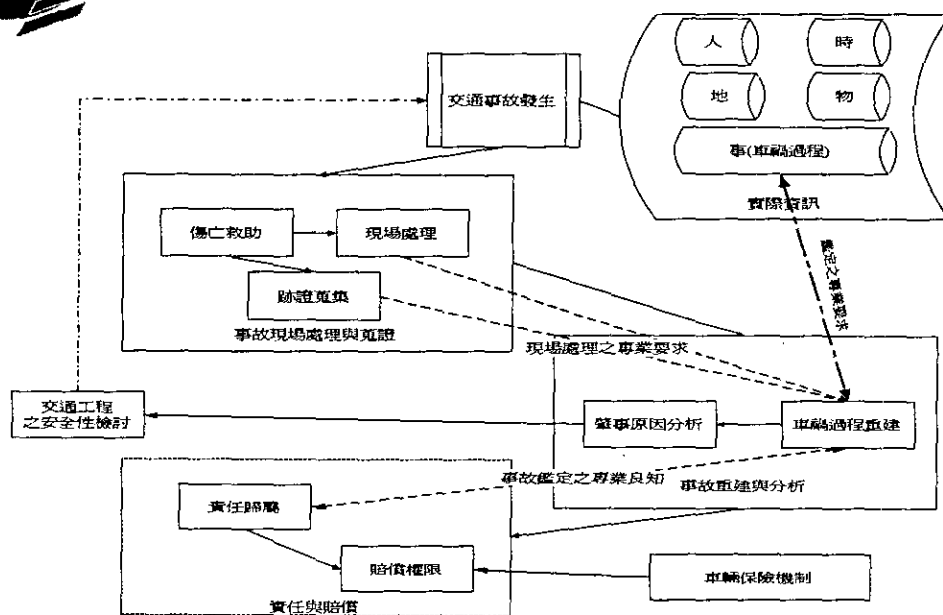 人
時
地
物
事(車禍過程)
實際資訊
交通事故發生
鑑定之專業要求
傷亡救助
現場處理
跡證蒐集
事故現場處理與蒐證
現場處理之專業要求
交通工程
之安全性檢討
肇事原因分析
車禍過程重建
事故鑑定之專業良知
事故重建與分析
責任歸屬
賠償權限
車輛保險機制
責任與賠償